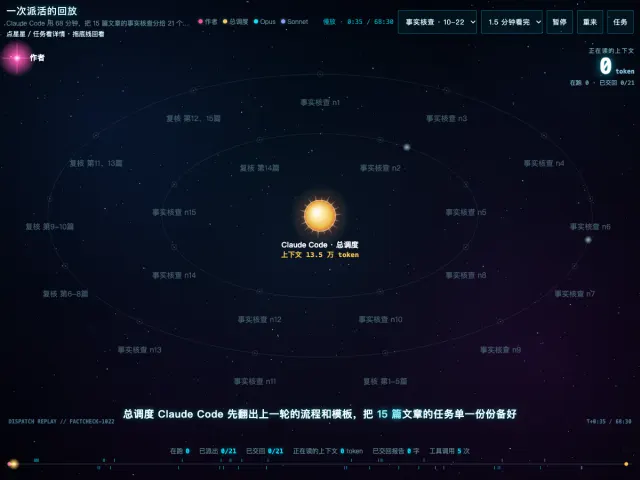 一次派活的回放
Claude Code 用 68 分钟, 把 15 篇文章的事实核查分给 21 个…
作者 总调度 Opus Sonnet
慢放 · 0:35 / 68:30
事实核查 · 10-22
1.5 分钟看完
暂停
重来
任务
点星星 / 任务看详情 · 拖底线回看
作者
正在读的上下文
0 token
在跑 0 · 已交回 0/21
事实核查 n1
复核 第12、15篇
事实核查 n3
复核 第11、13篇
复核 第14篇
事实核查 n2
事实核查 n4
事实核查 n15
事实核查 n5
复核 第9-10篇
事实核查 n6
Claude Code · 总调度
上下文 13.5 万 token
事实核查 n14
事实核查 n8
复核 第6-8篇
事实核查 n7
事实核查 n12
事实核查 n10
事实核查 n13
事实核查 n9
事实核查 n11
复核 第1-5篇
总调度 Claude Code 先翻出上一轮的流程和模板，把 15 篇文章的任务单一份份备好
DISPATCH REPLAY // FACTCHECK-1022
T+0:35 / 68:30
在跑 0 已派出 0/21 已交回 0/21 正在读的上下文 0 token 已交回报告 0 字 工具调用 5 次